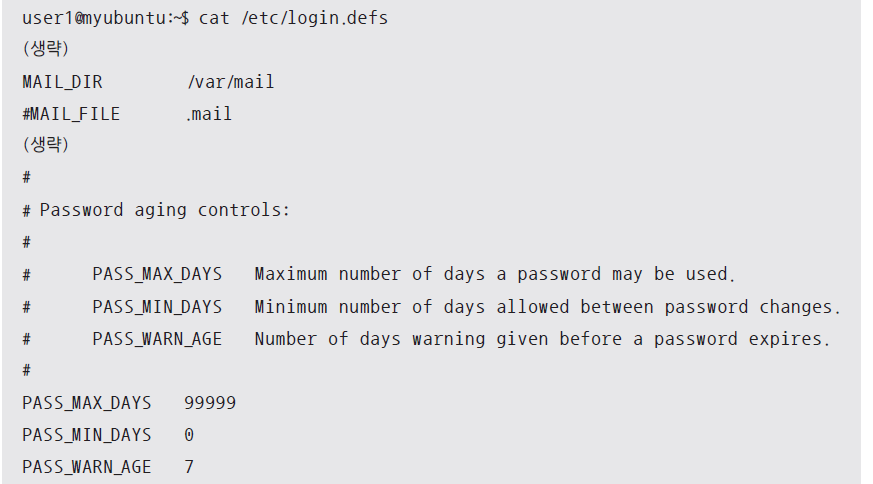 user1@myubuntu:~$ cat /etc/login.defs
(생략)
MAIL_DIR /var/mail
#MAIL_FILE .mail
(생략)
#
# Password aging controls:
#
# PASS_MAX_DAYS Maximum number of days a password may be used.
# PASS_MIN_DAYS Minimum number of days allowed between password changes.
# PASS_WARN_AGE Number of days warning given before a password expires.
#
PASS_MAX_DAYS 99999
PASS_MIN_DAYS 0
PASS_WARN_AGE 7